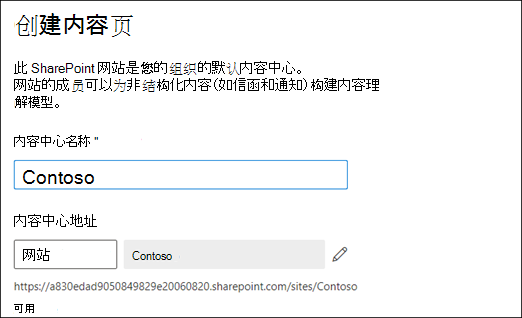 创建内容页
此 SharePoint 网站是您的组织的默认内容中心。
网站的成员可以为非结构化内容(如信函和通知)构建内容理
解模型。
内容中心名称 *
Contoso
内容中心地址
网站 Contoso
https://a830edad9050849829e20060820.sharepoint.com/sites/Contoso
可用